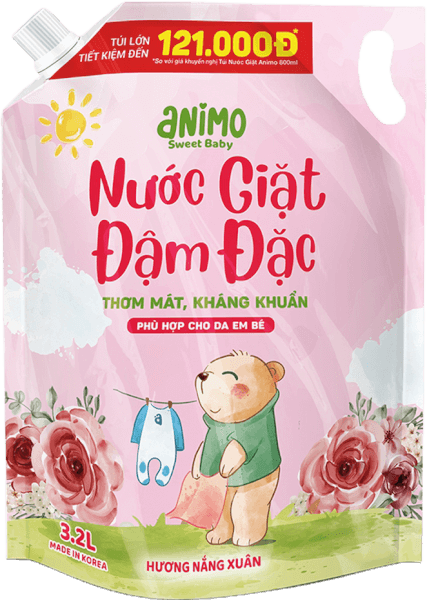 TÚI LỚN
TIẾT KIỆM ĐẾN
121.000Đ*
*So với giá khuyến nghị Túi Nước Giặt Animo 800ml
aNiMO
Sweet Baby
Nước Giặt
Đậm Đặc
THƠM MÁT, KHÁNG KHUẨN
PHÙ HỢP CHO DA EM BÉ
a
3.2L
MADE IN KOREA
HƯƠNG NẮNG XUÂN